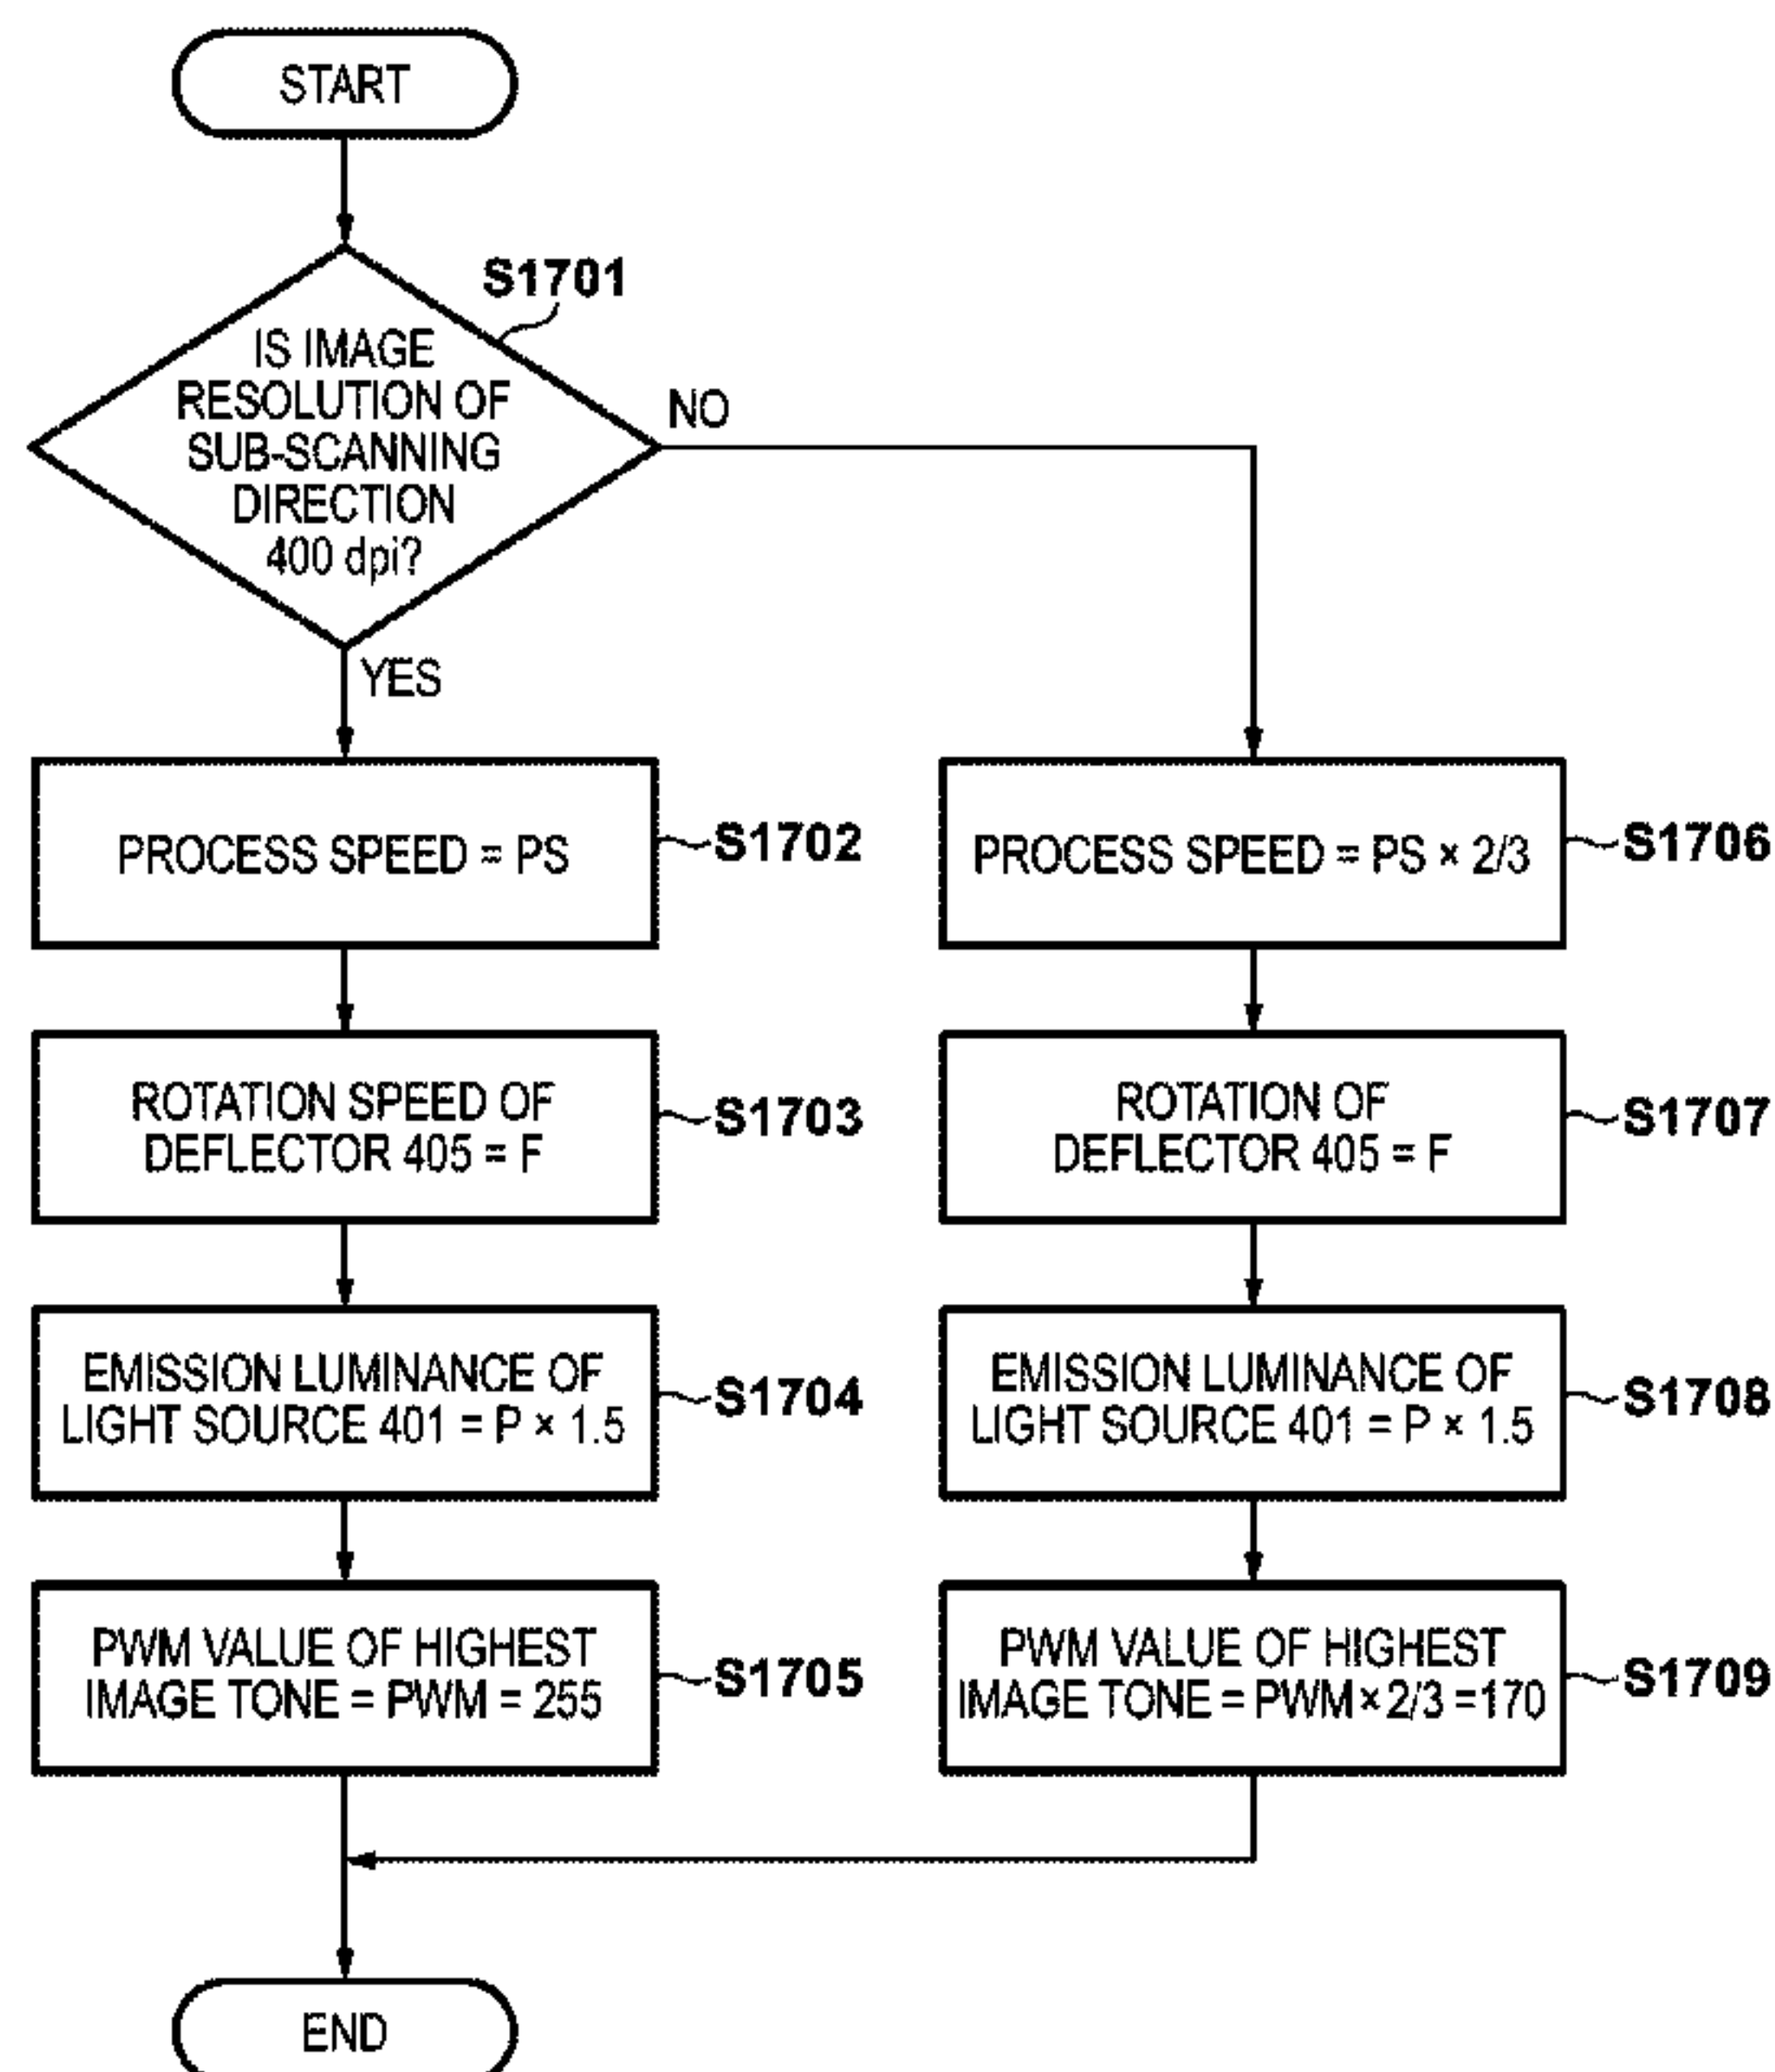 START
S1701
IS IMAGE
RESOLUTION OF
SUB-SCANNING
DIRECTION
400 dpi?
NO
YES
PROCESS SPEED = PS
S1702
PROCESS SPEED = PS × 2/3
S1706
ROTATION SPEED OF
DEFLECTOR 405 = F
S1703
ROTATION OF
DEFLECTOR 405 = F
S1707
EMISSION LUMINANCE OF
LIGHT SOURCE 401 = P × 1.5
S1704
EMISSION LUMINANCE OF
LIGHT SOURCE 401 = P × 1.5
S1708
PWM VALUE OF HIGHEST
IMAGE TONE = PWM = 255
S1705
PWM VALUE OF HIGHEST
IMAGE TONE = PWM × 2/3 =170
S1709
END